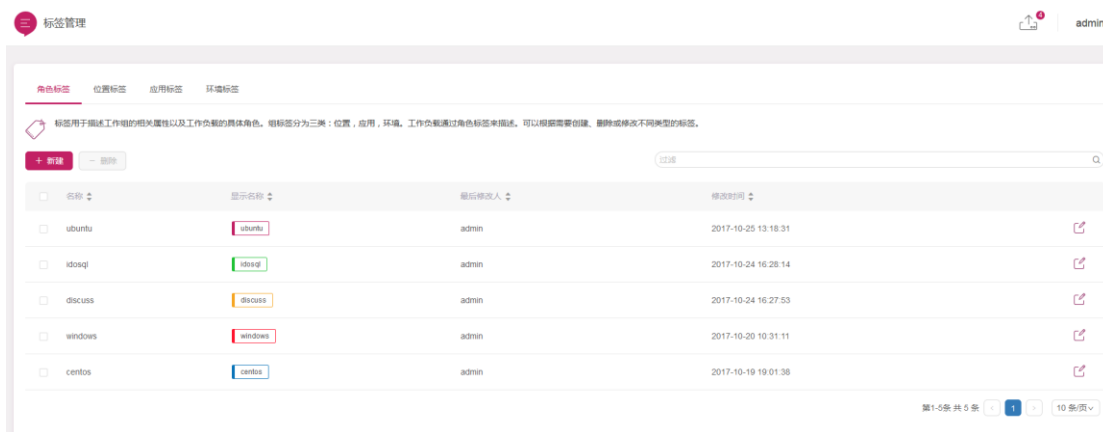 标签管理
4
admin
角色标签 位置标签 应用标签 环境标签
标签用于描述工作组的相关属性以及工作负载的具体角色。组标签分为三类：位置，应用，环境。工作负载通过角色标签来描述。可以根据需要创建、删除或修改不同类型的标签。
+ 新建 − 删除 过滤
名称 显示名称 最后修改人 修改时间
ubuntu ubuntu admin 2017-10-25 13:18:31
idosql idosql admin 2017-10-24 16:28:14
discuss discuss admin 2017-10-24 16:27:53
windows windows admin 2017-10-20 10:31:11
centos centos admin 2017-10-19 19:01:38
第1-5条 共 5 条 < 1 > 10 条/页